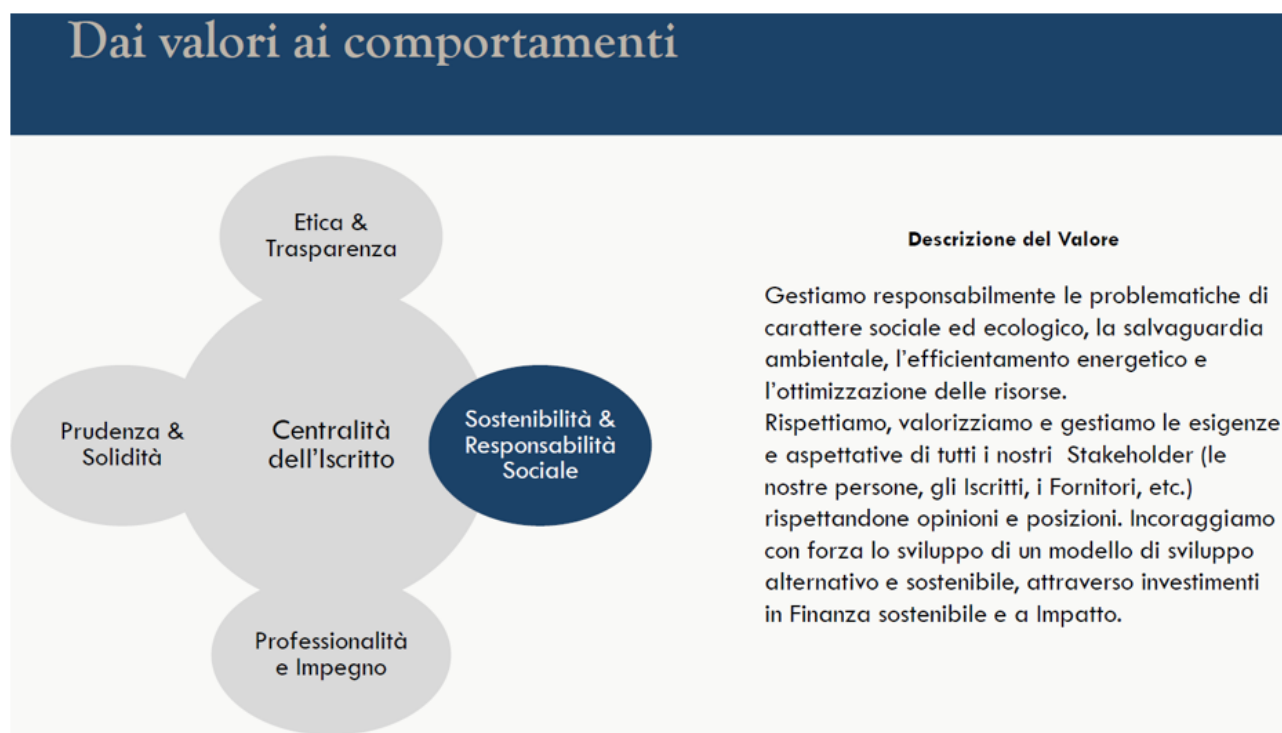 Dai valori ai comportamenti
Etica &
Trasparenza
Prudenza &
Solidità
Centralità
dell'Iscritto
Sostenibilità &
Responsabilità
Sociale
Professionalità
e Impegno
Descrizione del Valore
Gestiamo responsabilmente le problematiche di
carattere sociale ed ecologico, la salvaguardia
ambientale, l'efficientamento energetico e
l'ottimizzazione delle risorse.
Rispettiamo, valorizziamo e gestiamo le esigenze
e aspettative di tutti i nostri  Stakeholder (le
nostre persone, gli Iscritti, i Fornitori, etc.)
rispettandone opinioni e posizioni. Incoraggiamo
con forza lo sviluppo di un modello di sviluppo
alternativo e sostenibile, attraverso investimenti
in Finanza sostenibile e a Impatto.